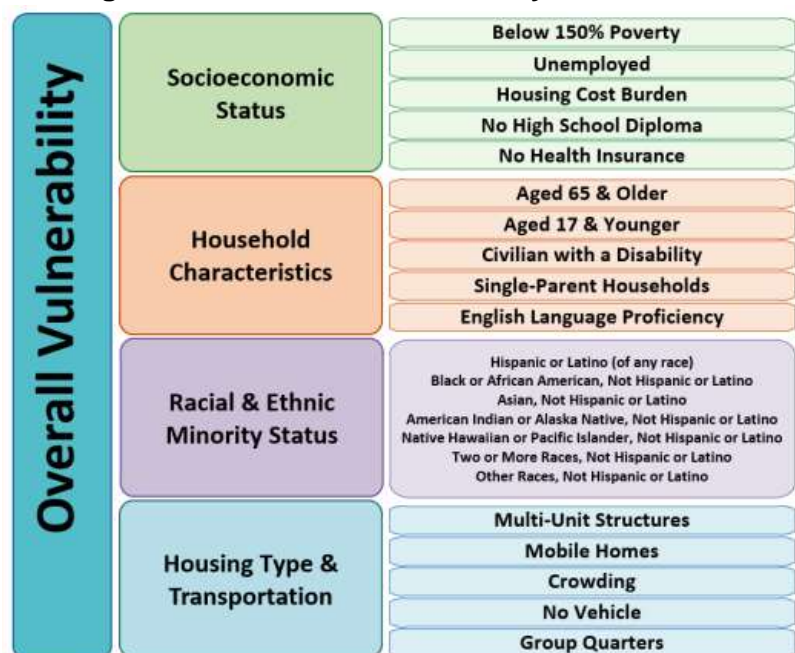 Overall Vulnerability
Socioeconomic
Status
Below 150% Poverty
Unemployed
Housing Cost Burden
No High School Diploma
No Health Insurance
Household
Characteristics
Aged 65 & Older
Aged 17 & Younger
Civilian with a Disability
Single-Parent Households
English Language Proficiency
Racial & Ethnic
Minority Status
Hispanic or Latino (of any race)
Black or African American, Not Hispanic or Latino
Asian, Not Hispanic or Latino
American Indian or Alaska Native, Not Hispanic or Latino
Native Hawaiian or Pacific Islander, Not Hispanic or Latino
Two or More Races, Not Hispanic or Latino
Other Races, Not Hispanic or Latino
Housing Type &
Transportation
Multi-Unit Structures
Mobile Homes
Crowding
No Vehicle
Group Quarters